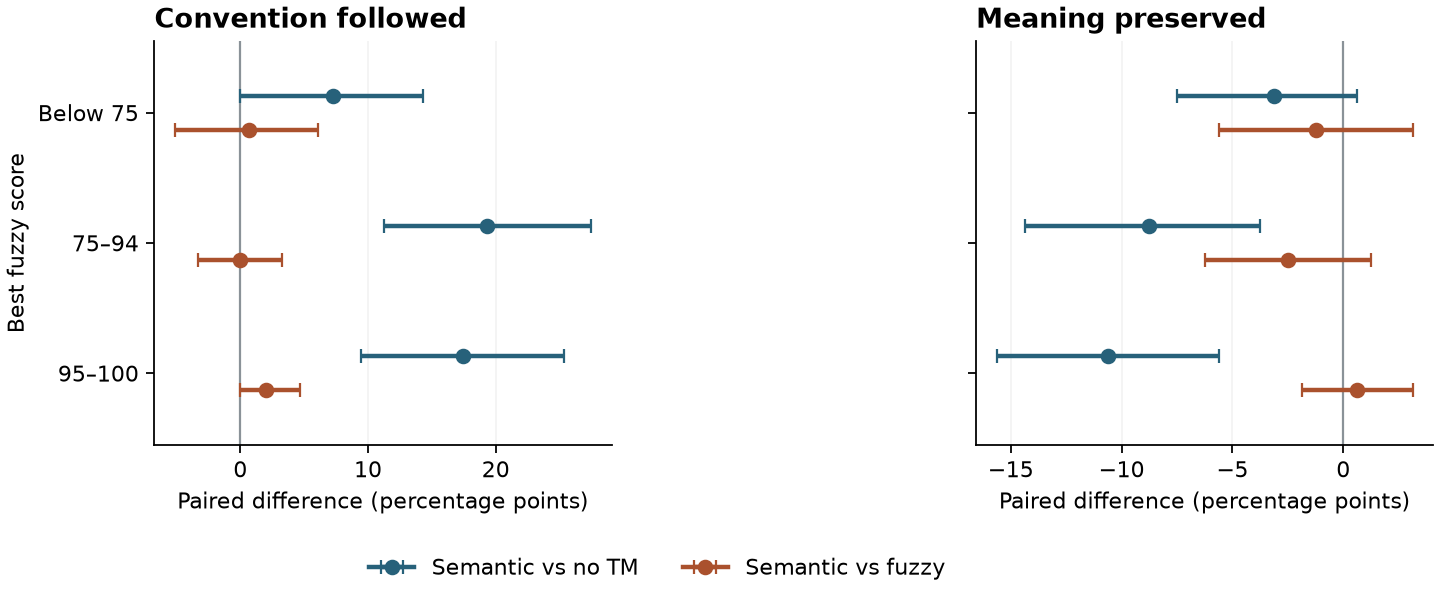 Convention followed
Meaning preserved
Best fuzzy score
Below 75
75–94
95–100
0 10 20
−15 −10 −5 0
Paired difference (percentage points)
Paired difference (percentage points)
Semantic vs no TM
Semantic vs fuzzy